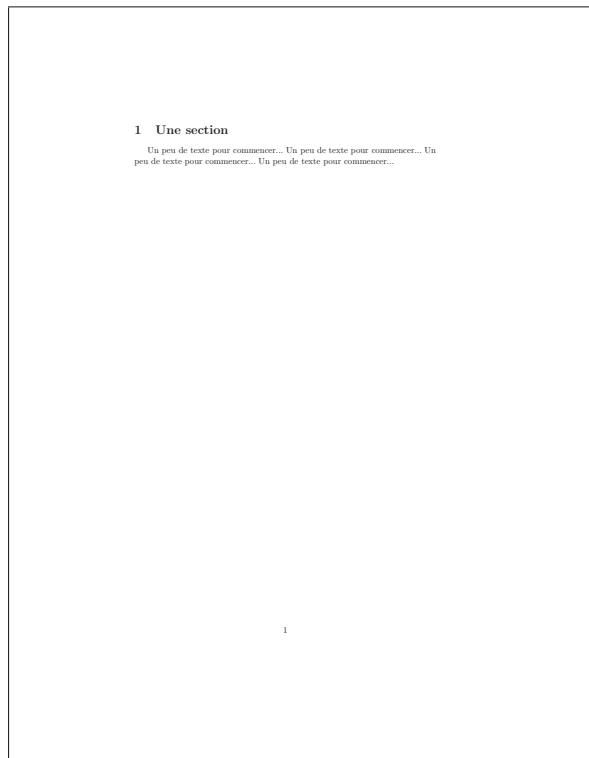 1 Une section
Un peu de texte pour commencer... Un peu de texte pour commencer... Un
peu de texte pour commencer... Un peu de texte pour commencer...
1